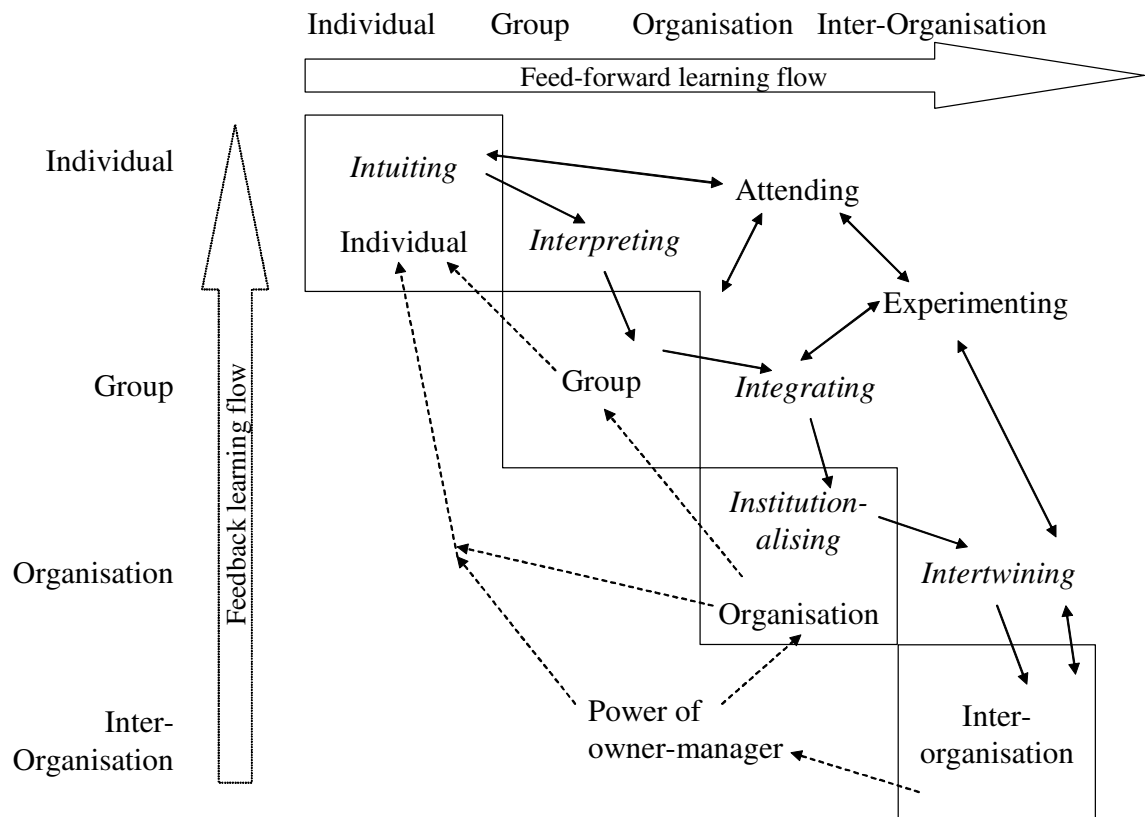 Individual Group Organisation Inter-Organisation
Feed-forward learning flow
Individual
Intuiting
Attending
Individual
Interpreting
Experimenting
Feedback learning flow
Group
Group
Integrating
Institution-
alising
Organisation
Intertwining
Organisation
Power of
owner-manager
Inter-
Organisation
Inter-
organisation